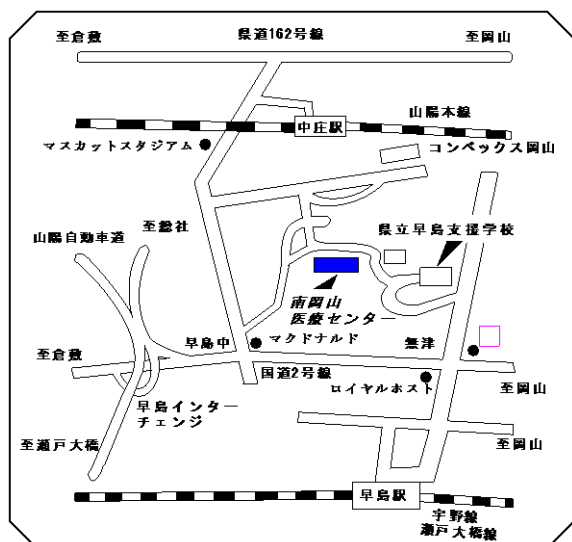 至倉敷
県道162号線
至岡山
山陽本線
中庄駅
マスカットスタジアム
コンベックス岡山
至総社
県立早島支援学校
山陽自動車道
南岡山
医療センター
早島中
マクドナルド
無津
至倉敷
国道2号線
ロイヤルホスト
至岡山
早島インター
チェンジ
至瀬戸大橋
至岡山
早島駅
宇野線
瀬戸大橋線